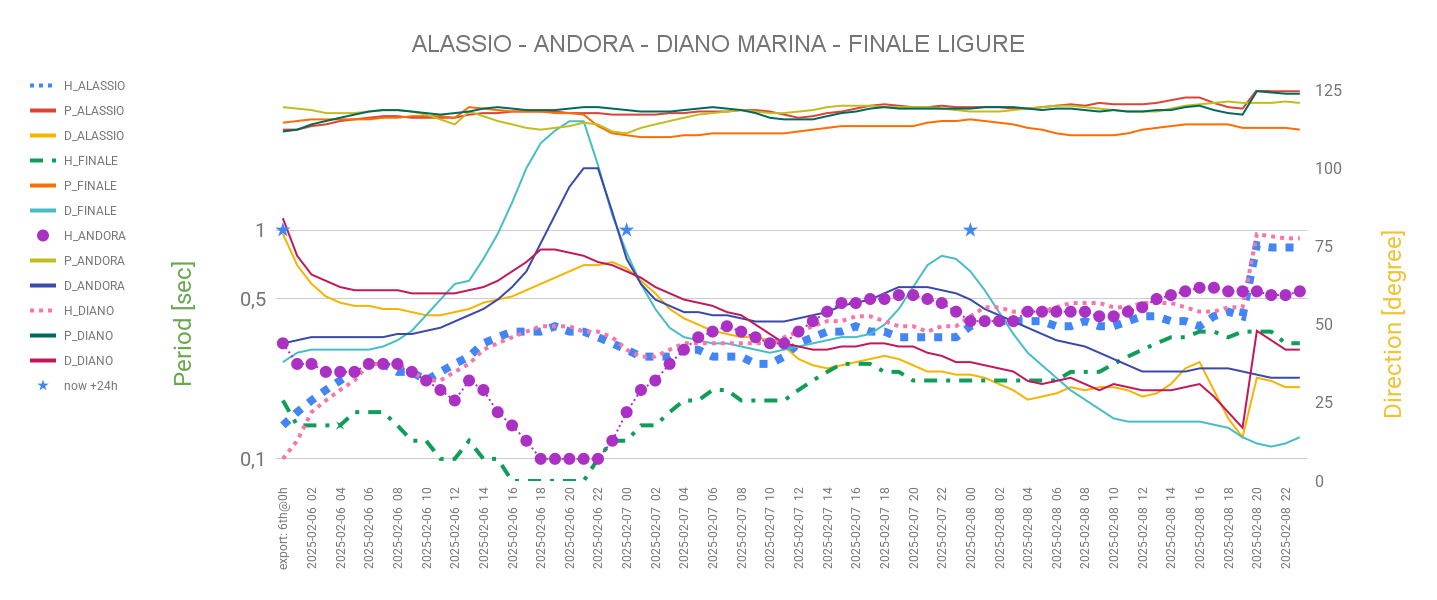 ALASSIO - ANDORA - DIANO MARINA - FINALE LIGURE
H_ALASSIO
P_ALASSIO
D_ALASSIO
H_FINALE
P_FINALE
D_FINALE
H_ANDORA
P_ANDORA
D_ANDORA
H_DIANO
P_DIANO
D_DIANO
now +24h
Period [sec]
1
0,5
0,1
125
100
75
50
25
0
Direction [degree]
export: 6th@0h
2025-02-06 02
2025-02-06 04
2025-02-06 06
2025-02-06 08
2025-02-06 10
2025-02-06 12
2025-02-06 14
2025-02-06 16
2025-02-06 18
2025-02-06 20
2025-02-06 22
2025-02-07 00
2025-02-07 02
2025-02-07 04
2025-02-07 06
2025-02-07 08
2025-02-07 10
2025-02-07 12
2025-02-07 14
2025-02-07 16
2025-02-07 18
2025-02-07 20
2025-02-07 22
2025-02-08 00
2025-02-08 02
2025-02-08 04
2025-02-08 06
2025-02-08 08
2025-02-08 10
2025-02-08 12
2025-02-08 14
2025-02-08 16
2025-02-08 18
2025-02-08 20
2025-02-08 22